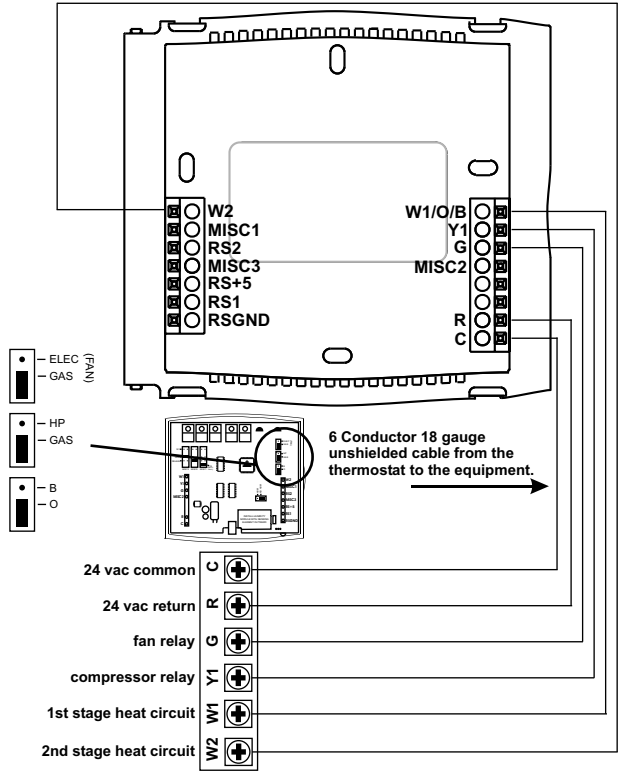 W2
MISC1
RS2
MISC3
RS+5
RS1
RSGND
W1/O/B
Y1
G
MISC2
R
C
ELEC (FAN)
GAS
HP
GAS
B
O
6 Conductor 18 gauge
unshielded cable from the
thermostat to the equipment.
24 vac common C
24 vac return R
fan relay G
compressor relay Y1
1st stage heat circuit W1
2nd stage heat circuit W2